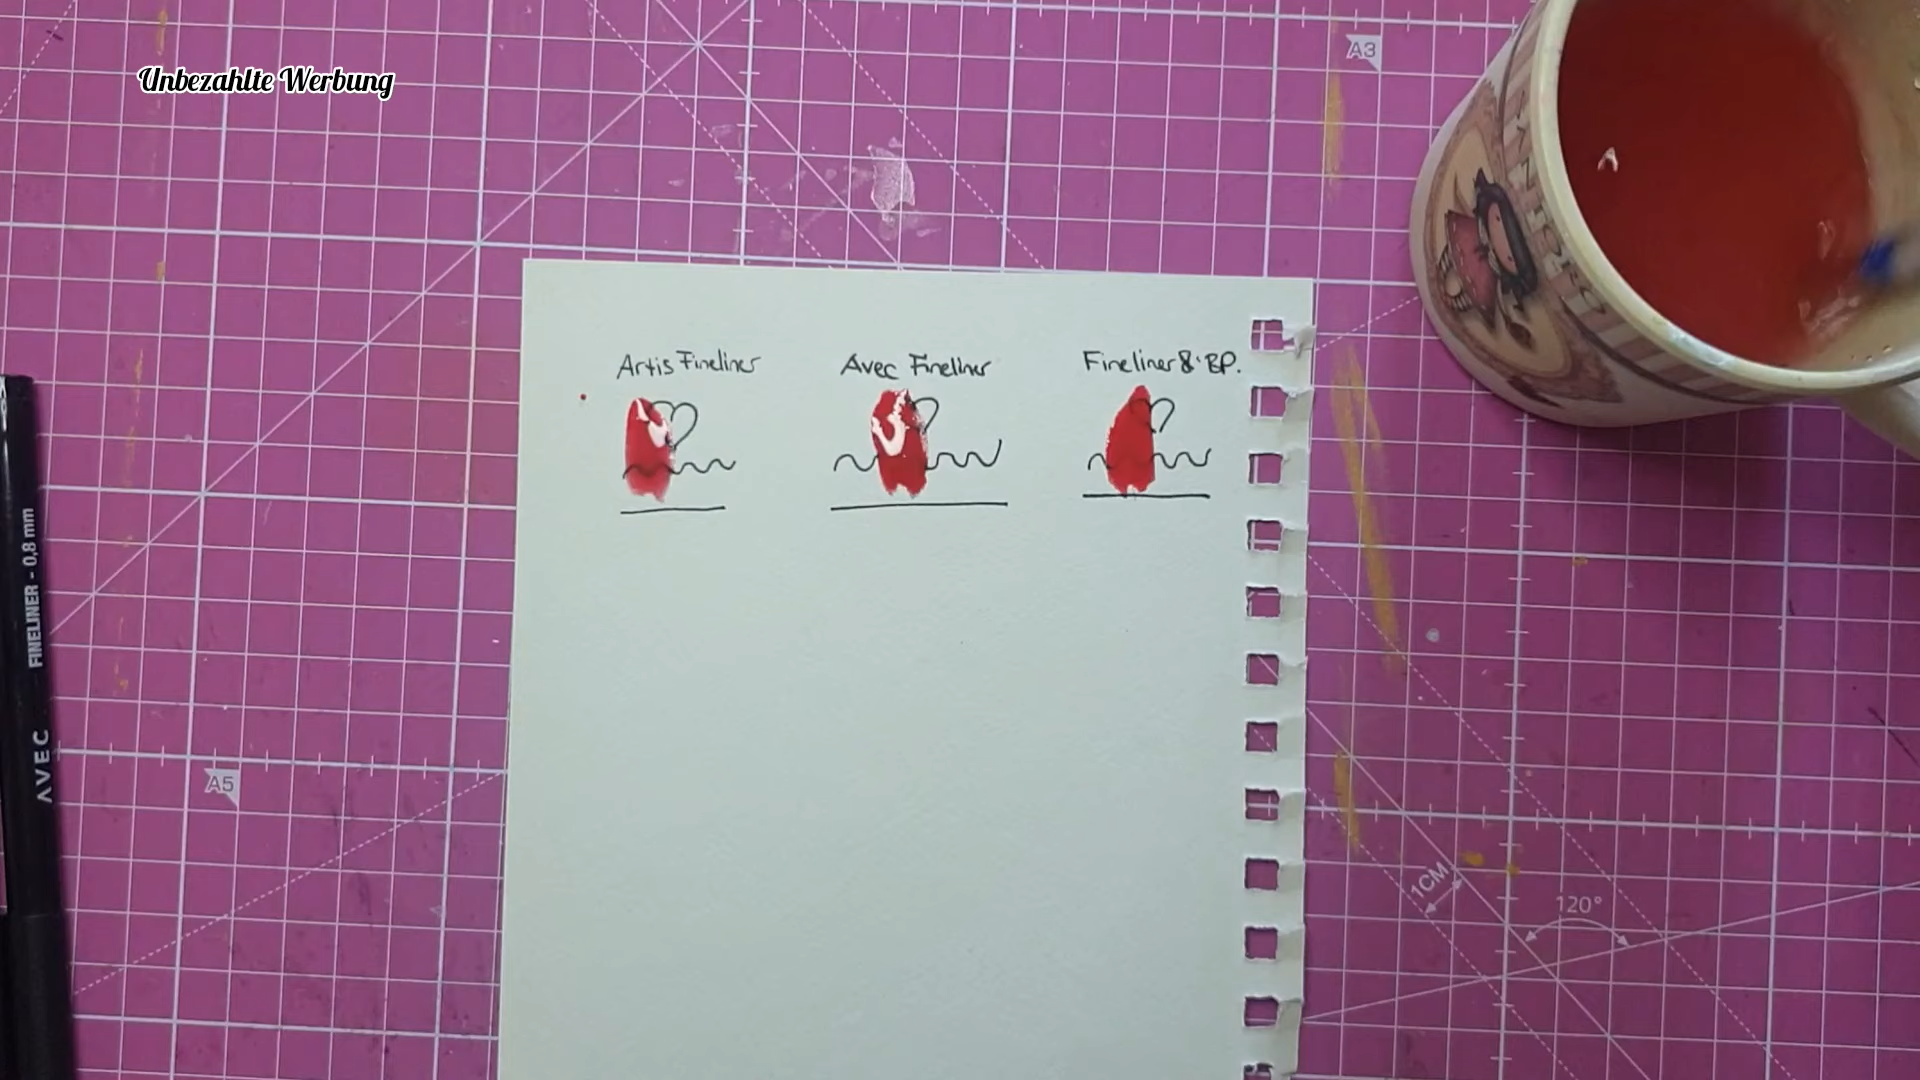 Unbezahlte Werbung
A3
Artis Fineliner
Avec Fineliner
Fineliner & BP.
AVEC FINELINER - 0,8 mm
A5
1CM
120°